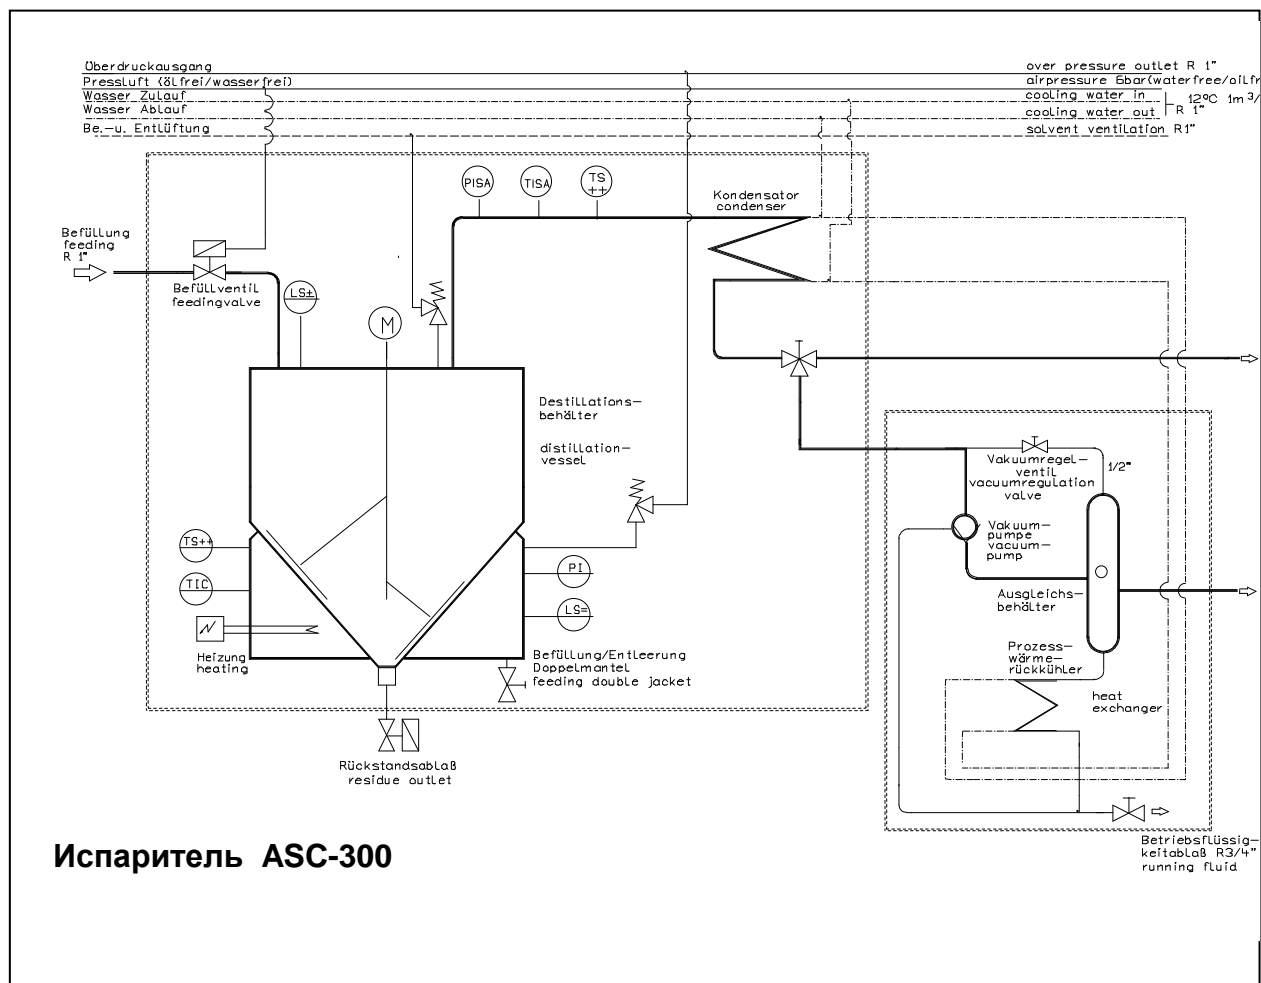 Überdruckausgang
over pressure outlet R 1"
Pressluft (ölfrei/wasserfrei)
airpressure 6bar(waterfree/oilfr
Wasser Zulauf
cooling water in
12°C 1m³/
Wasser Ablauf
cooling water out
R 1"
Be.-u. Entlüftung
solvent ventilation R1"
PISA
TISA
TS
++
Kondensator
condenser
Befüllung
feeding
R 1"
Befüllventil
feedingvalve
LS±
M
Destillations-
behälter
distillation-
vessel
Vakuumregel-
ventil
vacuumregulation
valve
1/2"
Vakuum-
pumpe
vacuum-
pump
TS++
TIC
PI
LS=
Ausgleichs-
behälter
Heizung
heating
Befüllung/Entleerung
Doppelmantel
feeding double jacket
Prozess-
wärme-
rückkühler
heat
exchanger
Rückstandsablaß
residue outlet
Betriebsflüssig-
keitablaß R3/4"
running fluid
Испаритель ASC-300